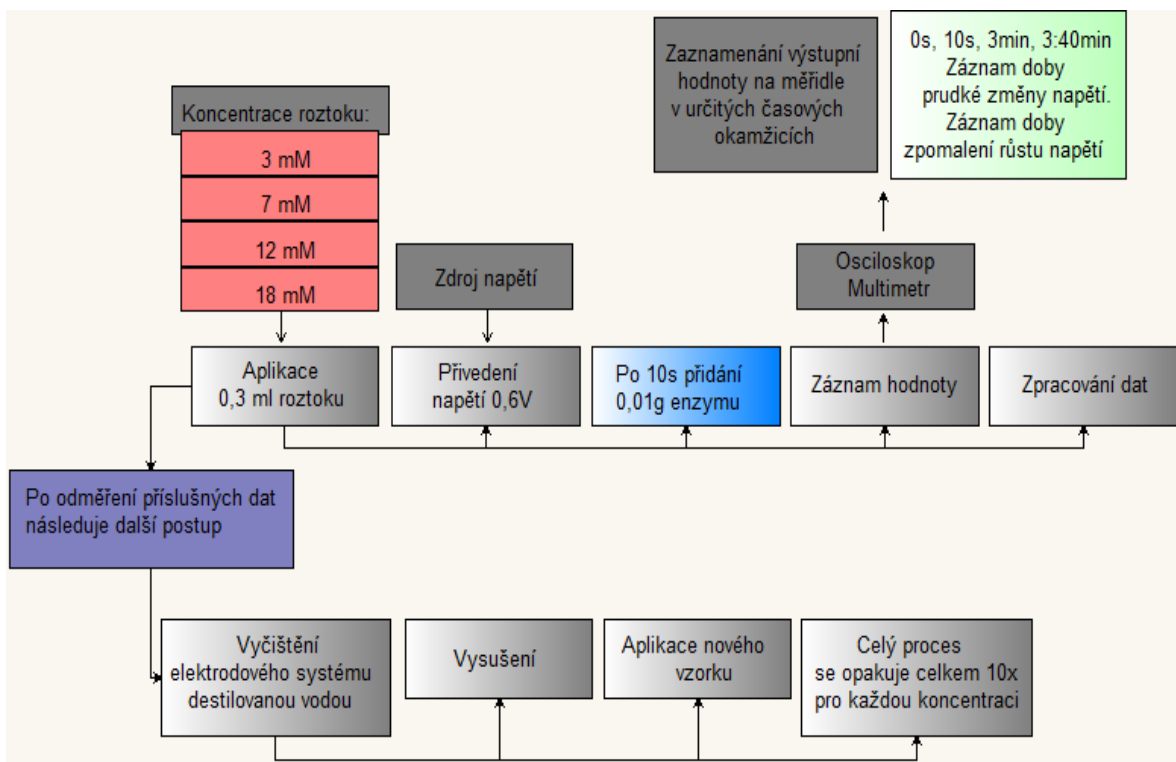 Koncentrace roztoku:
3 mM
7 mM
12 mM
18 mM
Zaznamenání výstupní
hodnoty na měřidle
v určitých časových
okamžicích
0s, 10s, 3min, 3:40min
Záznam doby
prudké změny napětí.
Záznam doby
zpomalení růstu napětí
Zdroj napětí
Osciloskop
Multimetr
Aplikace
0,3 ml roztoku
Přivedení
napětí 0,6V
Po 10s přidání
0,01g enzymu
Záznam hodnoty
Zpracování dat
Po odměření příslušných dat
následuje další postup
Vyčištění
elektrodového systému
destilovanou vodou
Vysušení
Aplikace nového
vzorku
Celý proces
se opakuje celkem 10x
pro každou koncentraci